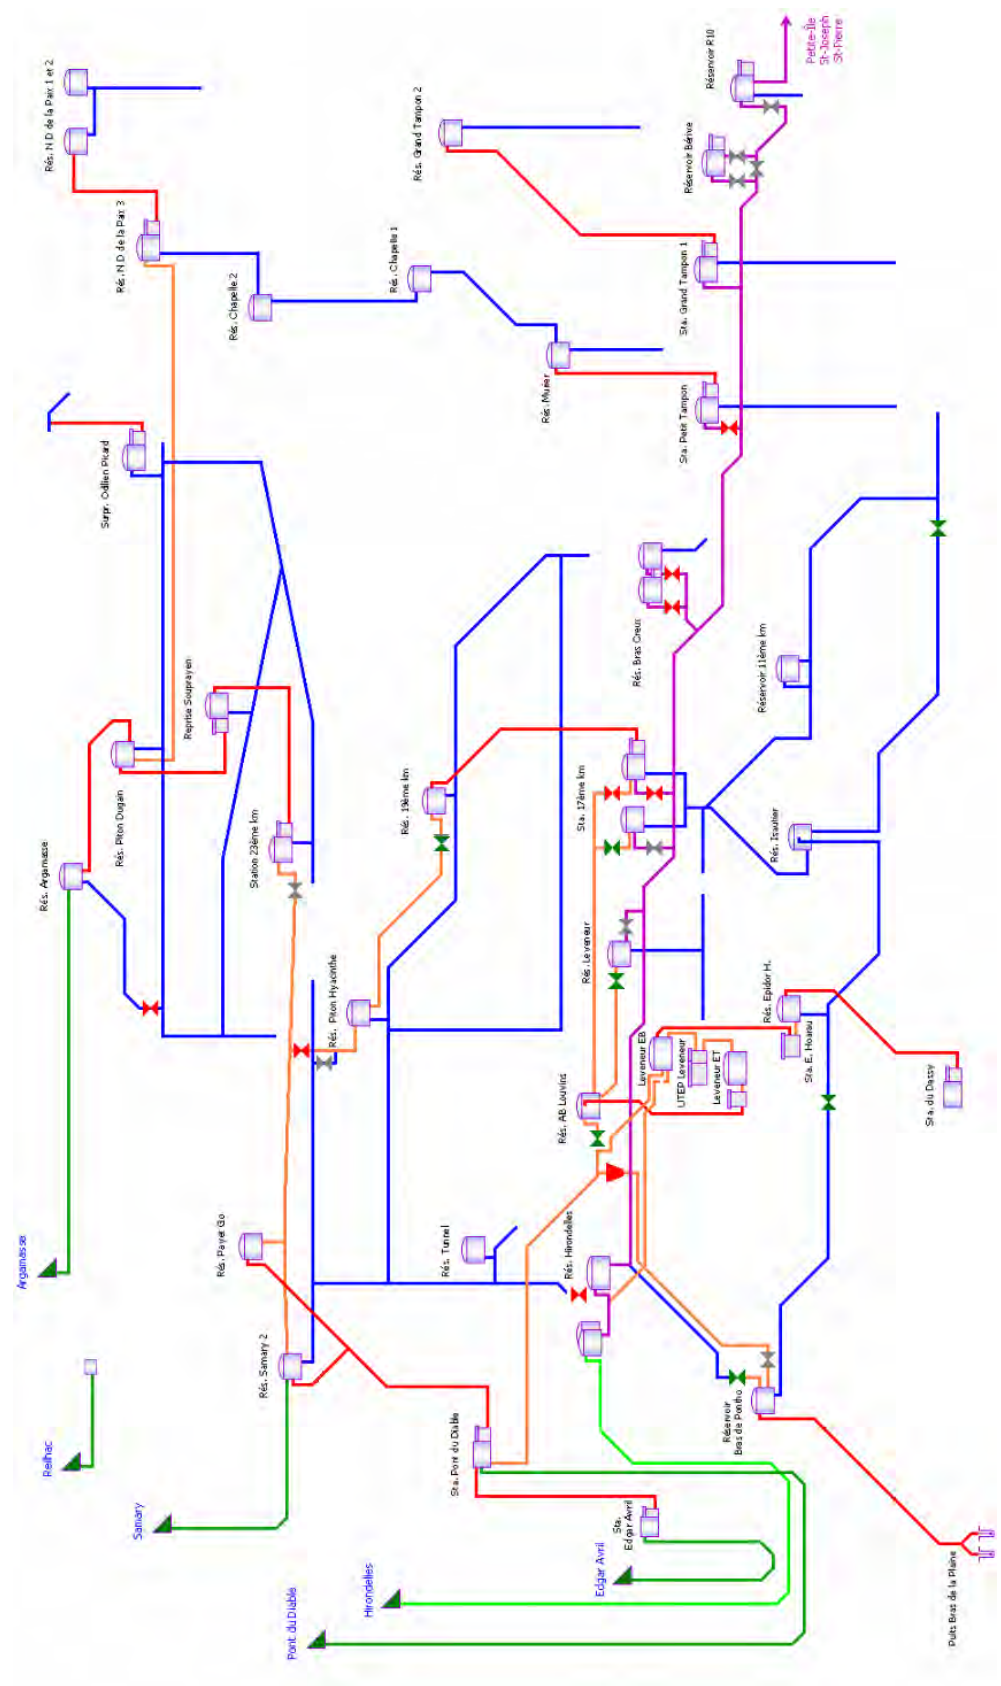 Petite-Île
St-Joseph
St-Pierre
Réservoir R10
Rés. N D de la Paix 1 et 2
Rés. Grand Tampon 2
Réservoir Bérive
Rés. N D de la Paix 3
Rés. Chapelle 2
Rés. Chapelle 1
Sta. Grand Tampon 1
Rés. Murier
Sta. Petit Tampon
Surpr. Odilien Picard
Rés. Bras Creux
Réservoir 11ème km
Reprise Souprayen
Rés. Piton Dugain
Rés. Argamasse
Station 23ème km
Rés. 19ème km
Sta. 17ème km
Rés. Isautier
Rés. Leveneur
Rés. Piton Hyacinthe
Rés. Epidor H.
Sta. E. Hoarau
Leveneur EB
UTEP Leveneur
Leveneur ET
Rés. AB Louvins
Sta. du Dassy
Argamasse
Rés. Payet Go
Rés. Tunnel
Rés. Hirondelles
Rés. Samary 2
Reilhac
Sta. Pont du Diable
Réservoir
Bras de Pontho
Samary
Sta.
Edgar Avril
Edgar Avril
Hirondelles
Pont du Diable
Puits Bras de la Plaine